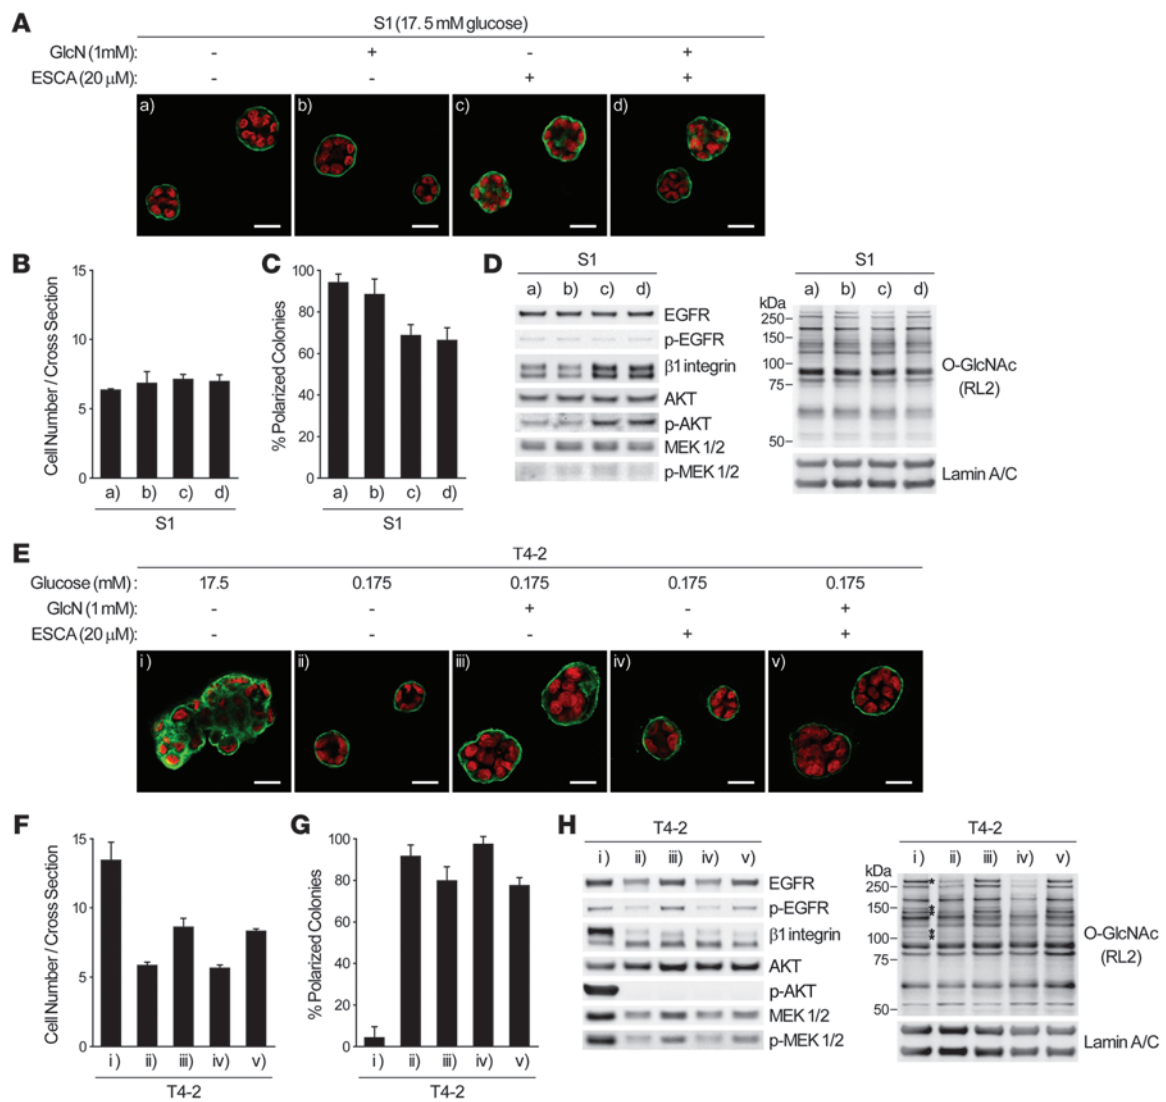 A
S1 (17. 5 mM glucose)
GlcN (1mM): - + - +
ESCA (20 µM): - - + +
a) b) c) d)
B
Cell Number / Cross Section
15
10
5
0
a) b) c) d)
S1
C
% Polarized Colonies
100
80
60
40
20
0
a) b) c) d)
S1
D
S1
a) b) c) d)
EGFR
p-EGFR
β1 integrin
AKT
p-AKT
MEK 1/2
p-MEK 1/2
S1
a) b) c) d)
kDa
250
150
100
75
50
O-GlcNAc
(RL2)
Lamin A/C
E
T4-2
Glucose (mM) : 17.5 0.175 0.175 0.175 0.175
GlcN (1 mM): - - + - +
ESCA (20 µM): - - - + +
i) ii) iii) iv) v)
F
Cell Number / Cross Section
15
10
5
0
i) ii) iii) iv) v)
T4-2
G
% Polarized Colonies
100
80
60
40
20
0
i) ii) iii) iv) v)
T4-2
H
T4-2
i) ii) iii) iv) v)
EGFR
p-EGFR
β1 integrin
AKT
p-AKT
MEK 1/2
p-MEK 1/2
T4-2
i) ii) iii) iv) v)
kDa
250
150
100
75
50
*
*
*
*
*
O-GlcNAc
(RL2)
Lamin A/C